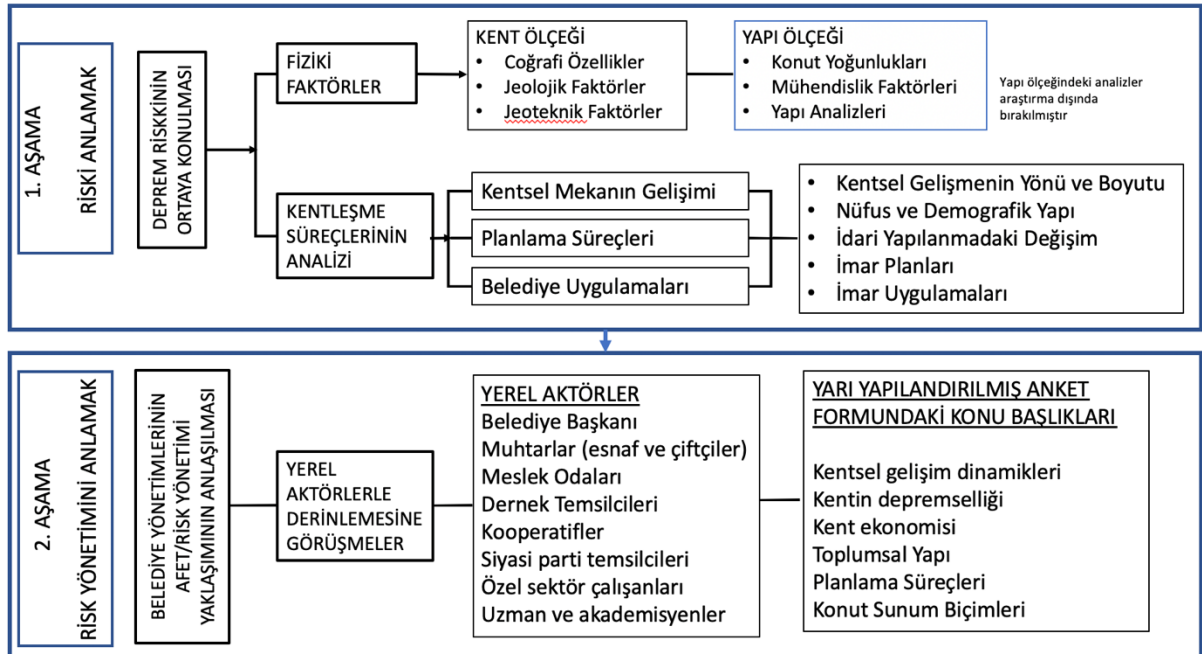 1. AŞAMA
RİSKİ ANLAMAK
DEPREM RİSKİNİN
ORTAYA KONULMASI
FİZİKİ
FAKTÖRLER
KENT ÖLÇEĞİ
• Coğrafi Özellikler
• Jeolojik Faktörler
• Jeoteknik Faktörler
YAPI ÖLÇEĞİ
• Konut Yoğunlukları
• Mühendislik Faktörleri
• Yapı Analizleri
Yapı ölçeğindeki analizler
araştırma dışında
bırakılmıştır
KENTLEŞME
SÜREÇLERİNİN
ANALİZİ
Kentsel Mekanın Gelişimi
Planlama Süreçleri
Belediye Uygulamaları
• Kentsel Gelişmenin Yönü ve Boyutu
• Nüfus ve Demografik Yapı
• İdari Yapılanmadaki Değişim
• İmar Planları
• İmar Uygulamaları
2. AŞAMA
RİSK YÖNETİMİNİ ANLAMAK
BELEDİYE YÖNETİMLERİNİN
AFET/RİSK YÖNETİMİ
YAKLAŞIMININ ANLAŞILMASI
YEREL
AKTÖRLERLE
DERİNLEMESİNE
GÖRÜŞMELER
YEREL AKTÖRLER
Belediye Başkanı
Muhtarlar (esnaf ve çiftçiler)
Meslek Odaları
Dernek Temsilcileri
Kooperatifler
Siyasi parti temsilcileri
Özel sektör çalışanları
Uzman ve akademisyenler
YARI YAPILANDIRILMIŞ ANKET
FORMUNDAKİ KONU BAŞLIKLARI
Kentsel gelişim dinamikleri
Kentin depremselliği
Kent ekonomisi
Toplumsal Yapı
Planlama Süreçleri
Konut Sunum Biçimleri